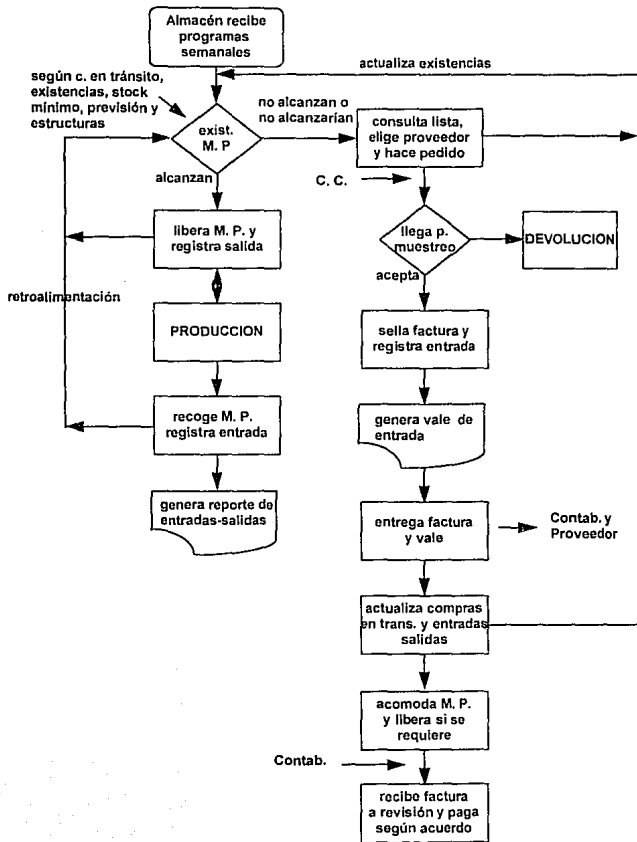 Almacén recibe
programas
semanales
actualiza existencias
según c. en tránsito,
existencias, stock
mínimo, previsión y
estructuras
exist.
M. P
no alcanzan o
no alcanzarían
consulta lista,
elige proveedor
y hace pedido
alcanzan
C. C.
libera M. P. y
registra salida
llega p.
muestreo
DEVOLUCION
acepta
retroalimentación
PRODUCCION
sella factura y
registra entrada
recoge M. P.
registra entrada
genera vale de
entrada
genera reporte de
entradas-salidas
entrega factura
y vale
Contab. y
Proveedor
actualiza compras
en trans. y entradas
salidas
acomoda M. P.
y libera si se
requiere
Contab.
recibe factura
a revisión y paga
según acuerdo